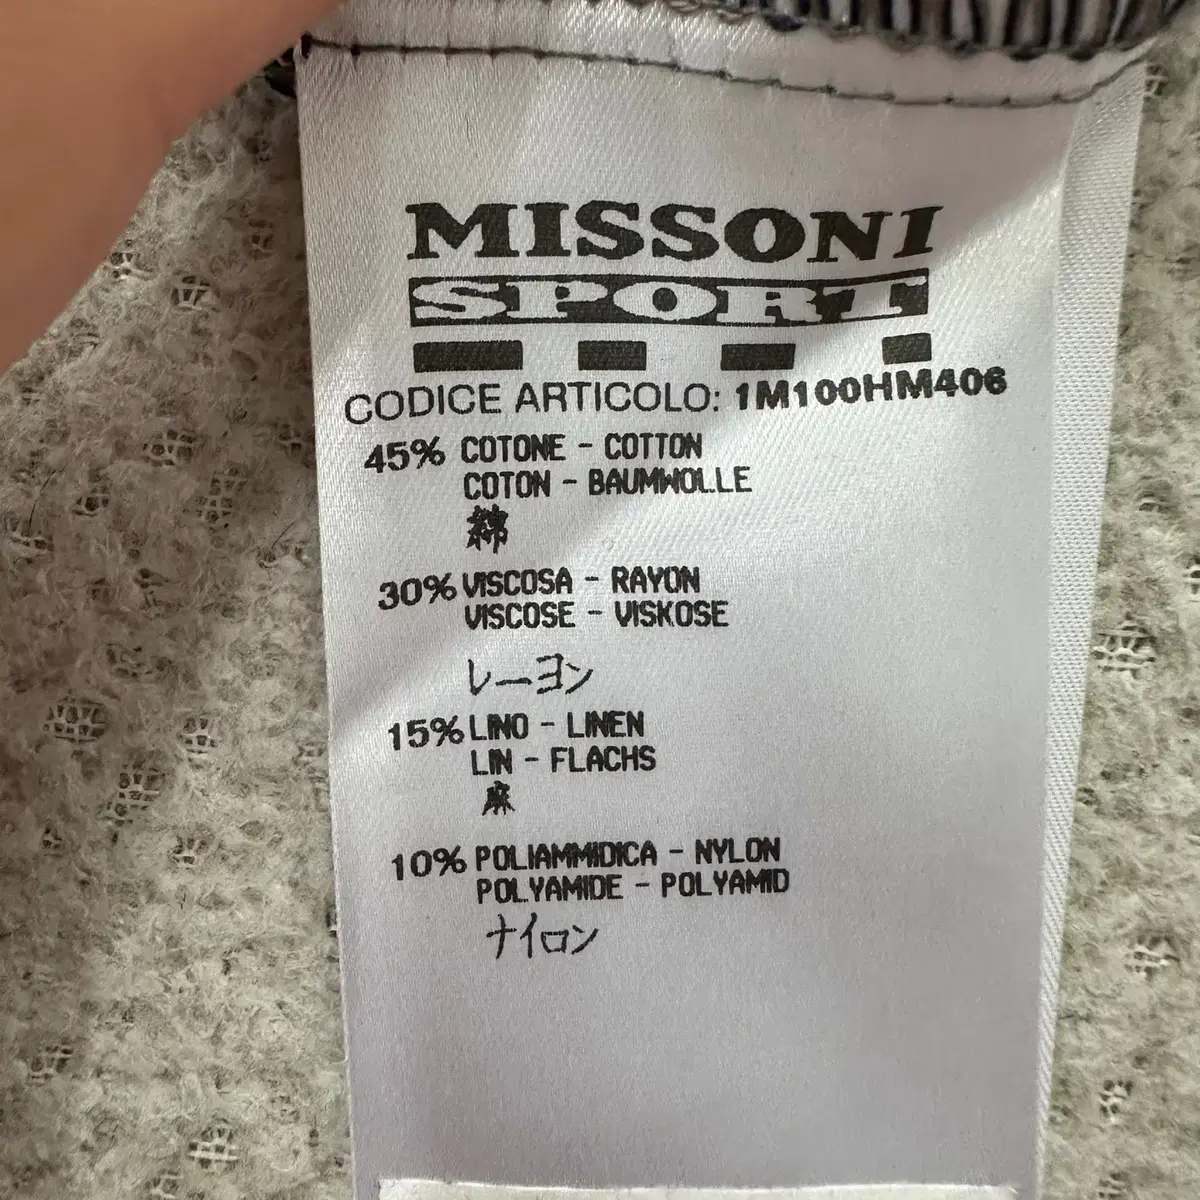 MISSONI
SPORT
CODICE ARTICOLO: 1M100HM406
45% COTONE - COTTON
COTON - BAUMWOLLE
綿
30% VISCOSA - RAYON
VISCOSE - VISKOSE
レーヨン
15% LINO - LINEN
LIN - FLACHS
麻
10% POLIAMMIDICA - NYLON
POLYAMIDE - POLYAMID
ナイロン